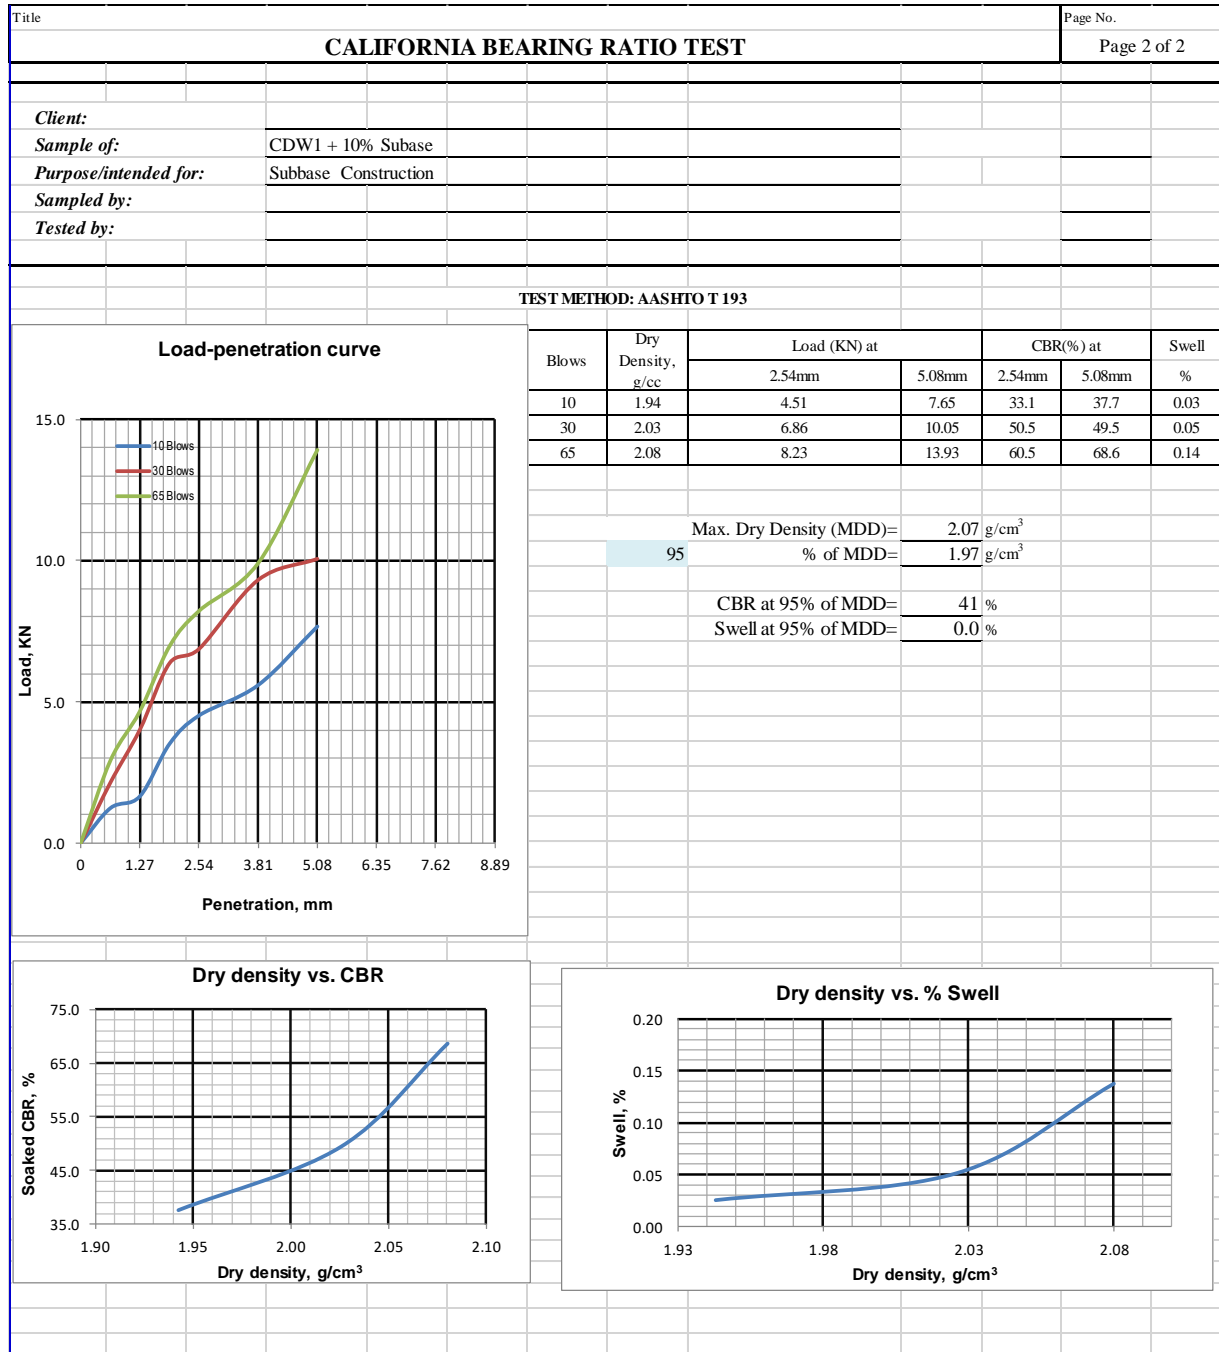 Title
Page No.
CALIFORNIA BEARING RATIO TEST
Page 2 of 2
Client:
Sample of: CDW1 + 10% Subase
Purpose/intended for: Subbase Construction
Sampled by:
Tested by:
TEST METHOD: AASHTO T 193
Load-penetration curve
15.0
10.0
5.0
0.0
10 Blows
30 Blows
65 Blows
Load, KN
0 1.27 2.54 3.81 5.08 6.35 7.62 8.89
Penetration, mm
Blows Dry Density, g/cc Load (KN) at CBR(%) at Swell
2.54mm 5.08mm 2.54mm 5.08mm %
10 1.94 4.51 7.65 33.1 37.7 0.03
30 2.03 6.86 10.05 50.5 49.5 0.05
65 2.08 8.23 13.93 60.5 68.6 0.14
Max. Dry Density (MDD)= 2.07 g/cm³
95 % of MDD= 1.97 g/cm³
CBR at 95% of MDD= 41 %
Swell at 95% of MDD= 0.0 %
Dry density vs. CBR
75.0
65.0
55.0
45.0
35.0
Soaked CBR, %
1.90 1.95 2.00 2.05 2.10
Dry density, g/cm³
Dry density vs. % Swell
0.20
0.15
0.10
0.05
0.00
Swell, %
1.93 1.98 2.03 2.08
Dry density, g/cm³